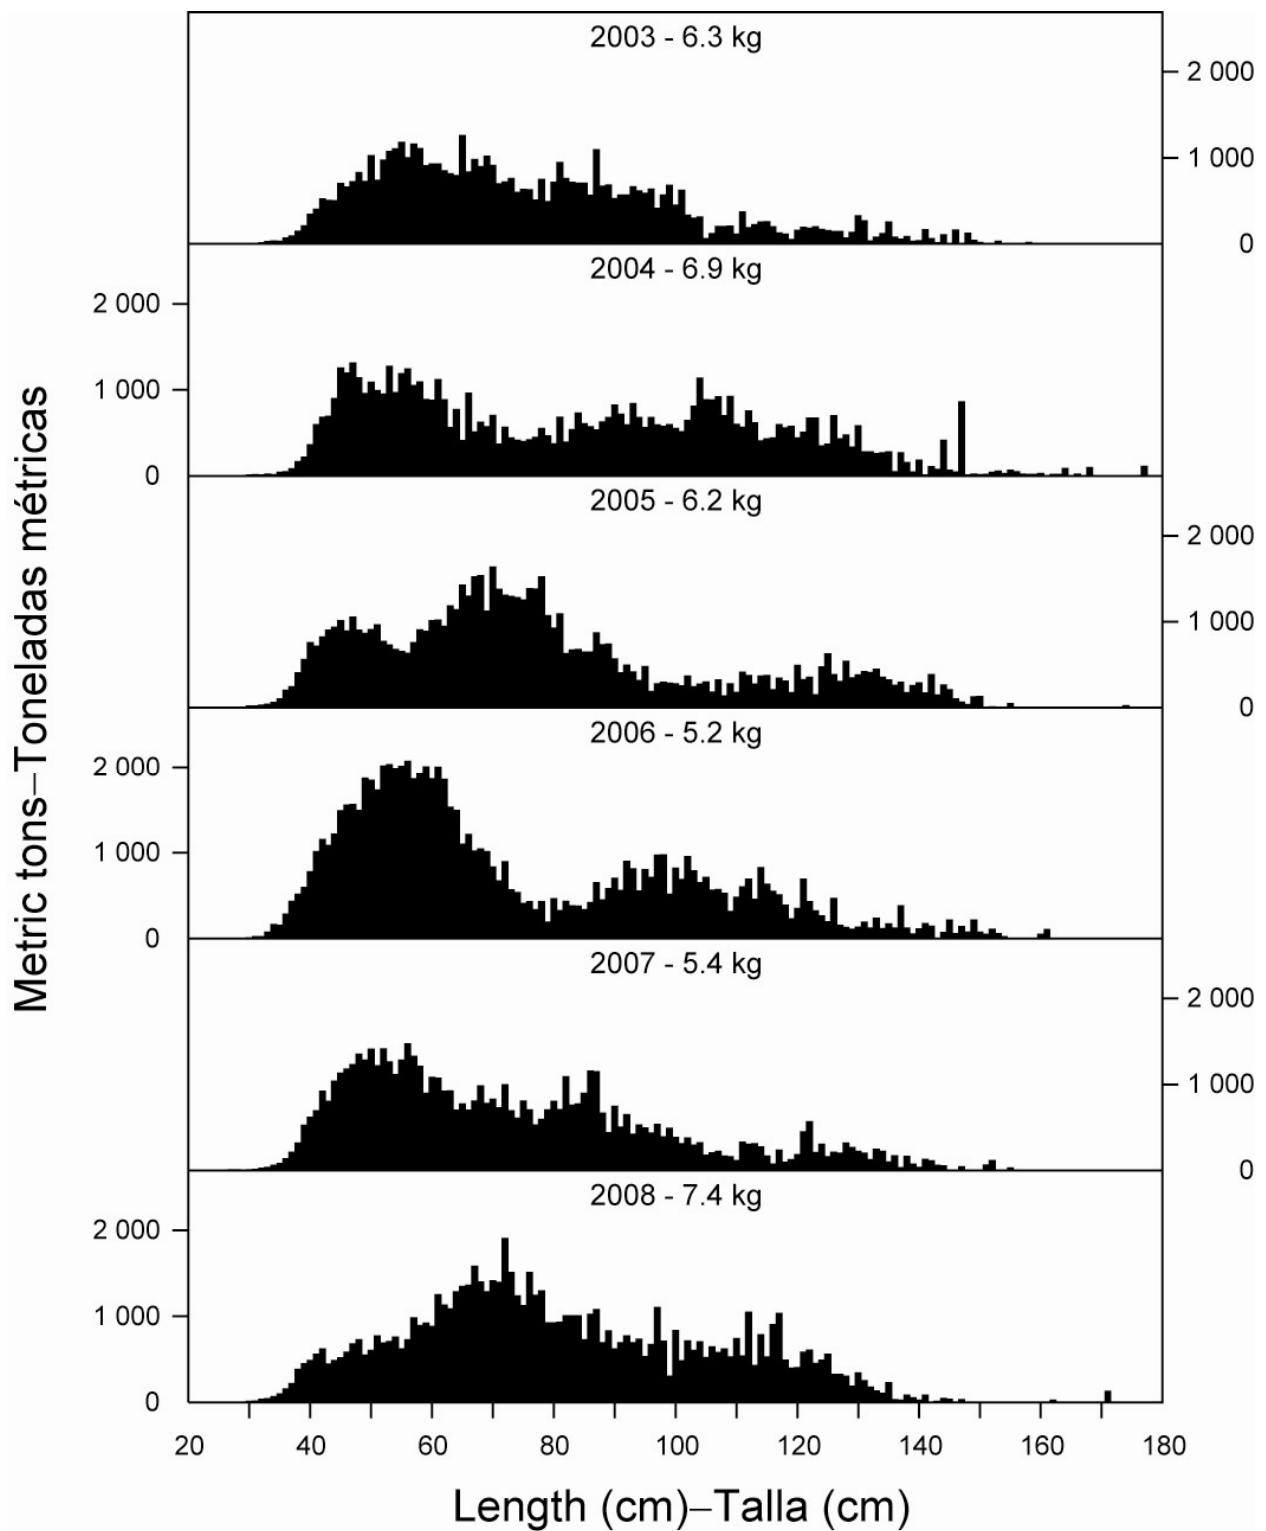 2003 - 6.3 kg
2 000
1 000
0
2004 - 6.9 kg
2 000
1 000
0
2005 - 6.2 kg
2 000
1 000
0
2006 - 5.2 kg
2 000
1 000
0
2007 - 5.4 kg
2 000
1 000
0
2008 - 7.4 kg
2 000
1 000
0
20 40 60 80 100 120 140 160 180
Length (cm)–Talla (cm)
Metric tons–Toneladas métricas